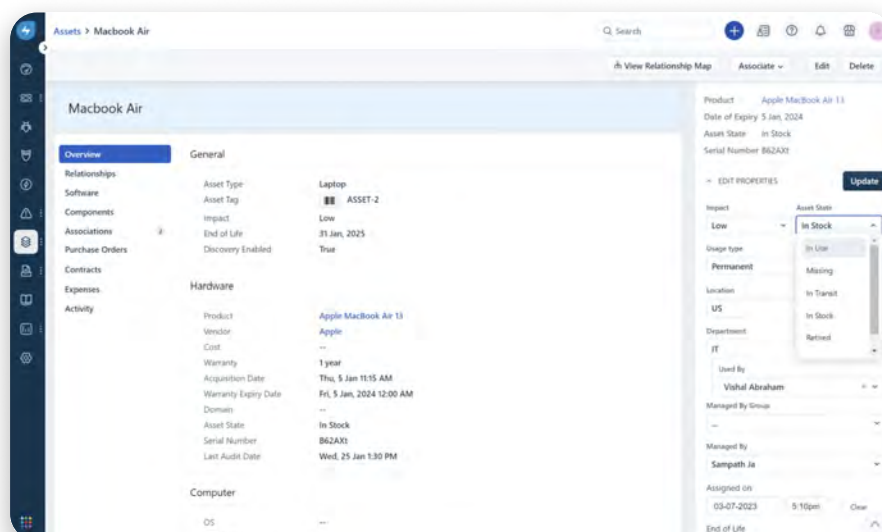 Assets > Macbook Air
Search
View Relationship Map
Associate
Edit
Delete
Macbook Air
Overview
Relationships
Software
Components
Associations 2
Purchase Orders
Contracts
Expenses
Activity
General
Asset Type Laptop
Asset Tag ASSET-2
Impact Low
End of Life 31 Jan, 2025
Discovery Enabled True
Hardware
Product Apple MacBook Air 13
Vendor Apple
Cost --
Warranty 1 year
Acquisition Date Thu, 5 Jan 11:15 AM
Warranty Expiry Date Fri, 5 Jan, 2024 12:00 AM
Domain --
Asset State In Stock
Serial Number B62AXt
Last Audit Date Wed, 25 Jan 1:30 PM
Computer
OS --
Product Apple MacBook Air 13
Date of Expiry 5 Jan, 2024
Asset State In Stock
Serial Number B62AXt
EDIT PROPERTIES
Update
Impact
Low
Asset State
In Stock
In Use
Missing
In Transit
In Stock
Retired
Usage type
Permanent
Location
US
Department
IT
Used By
Vishal Abraham
Managed By Group
--
Managed By
Sampath Ja
Assigned on
03-07-2023 5:10pm Clear
End of Life